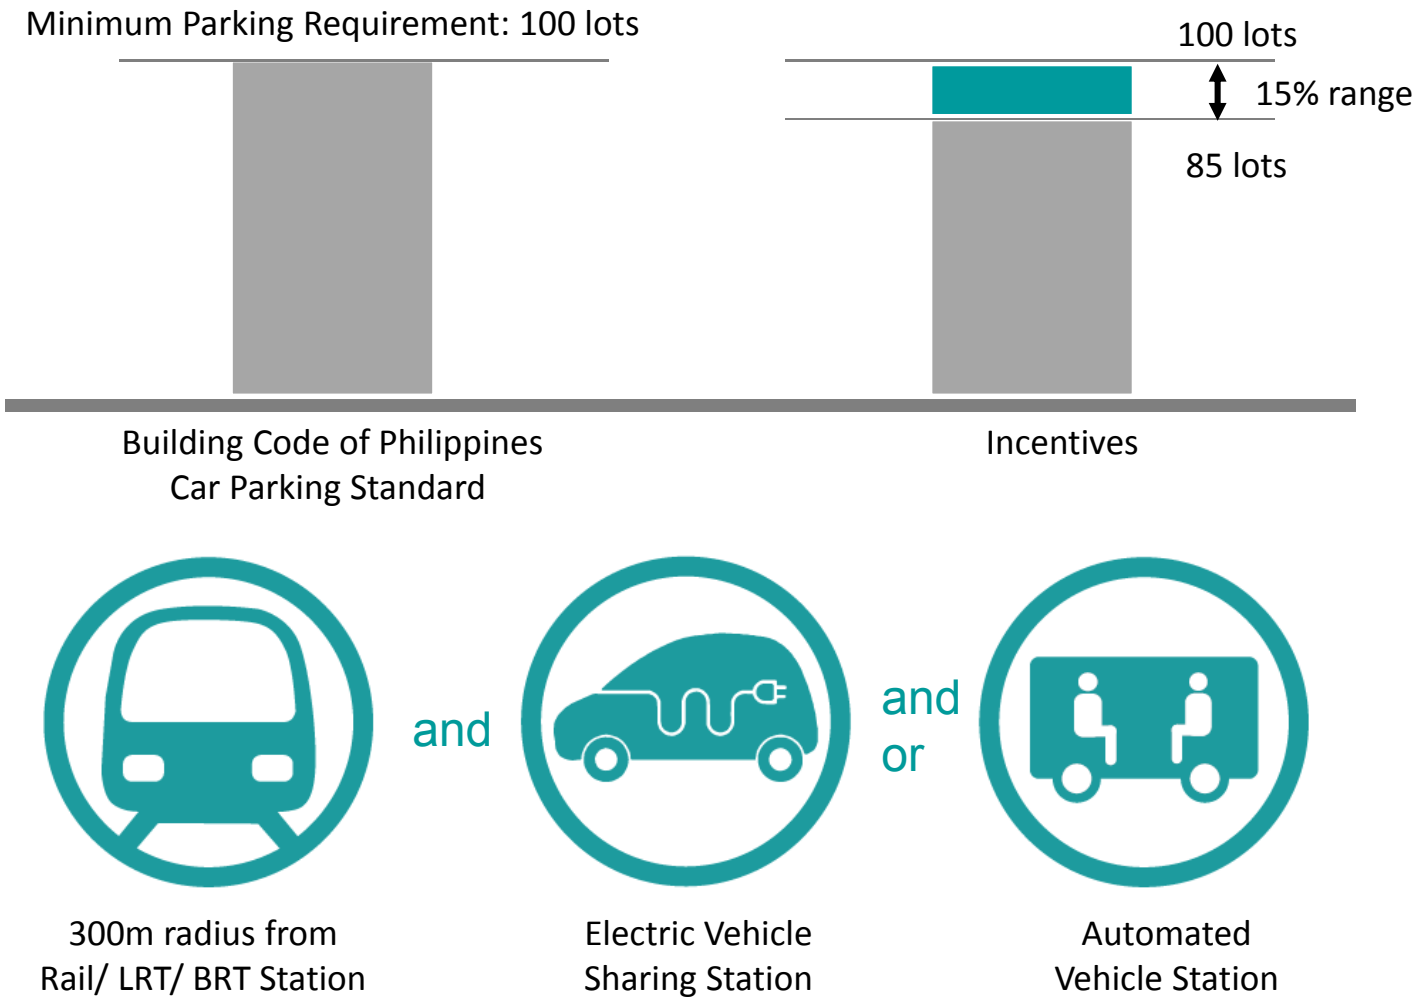 Minimum Parking Requirement: 100 lots
100 lots
15% range
85 lots
Building Code of Philippines
Car Parking Standard
Incentives
and
and
or
300m radius from
Rail/ LRT/ BRT Station
Electric Vehicle
Sharing Station
Automated
Vehicle Station